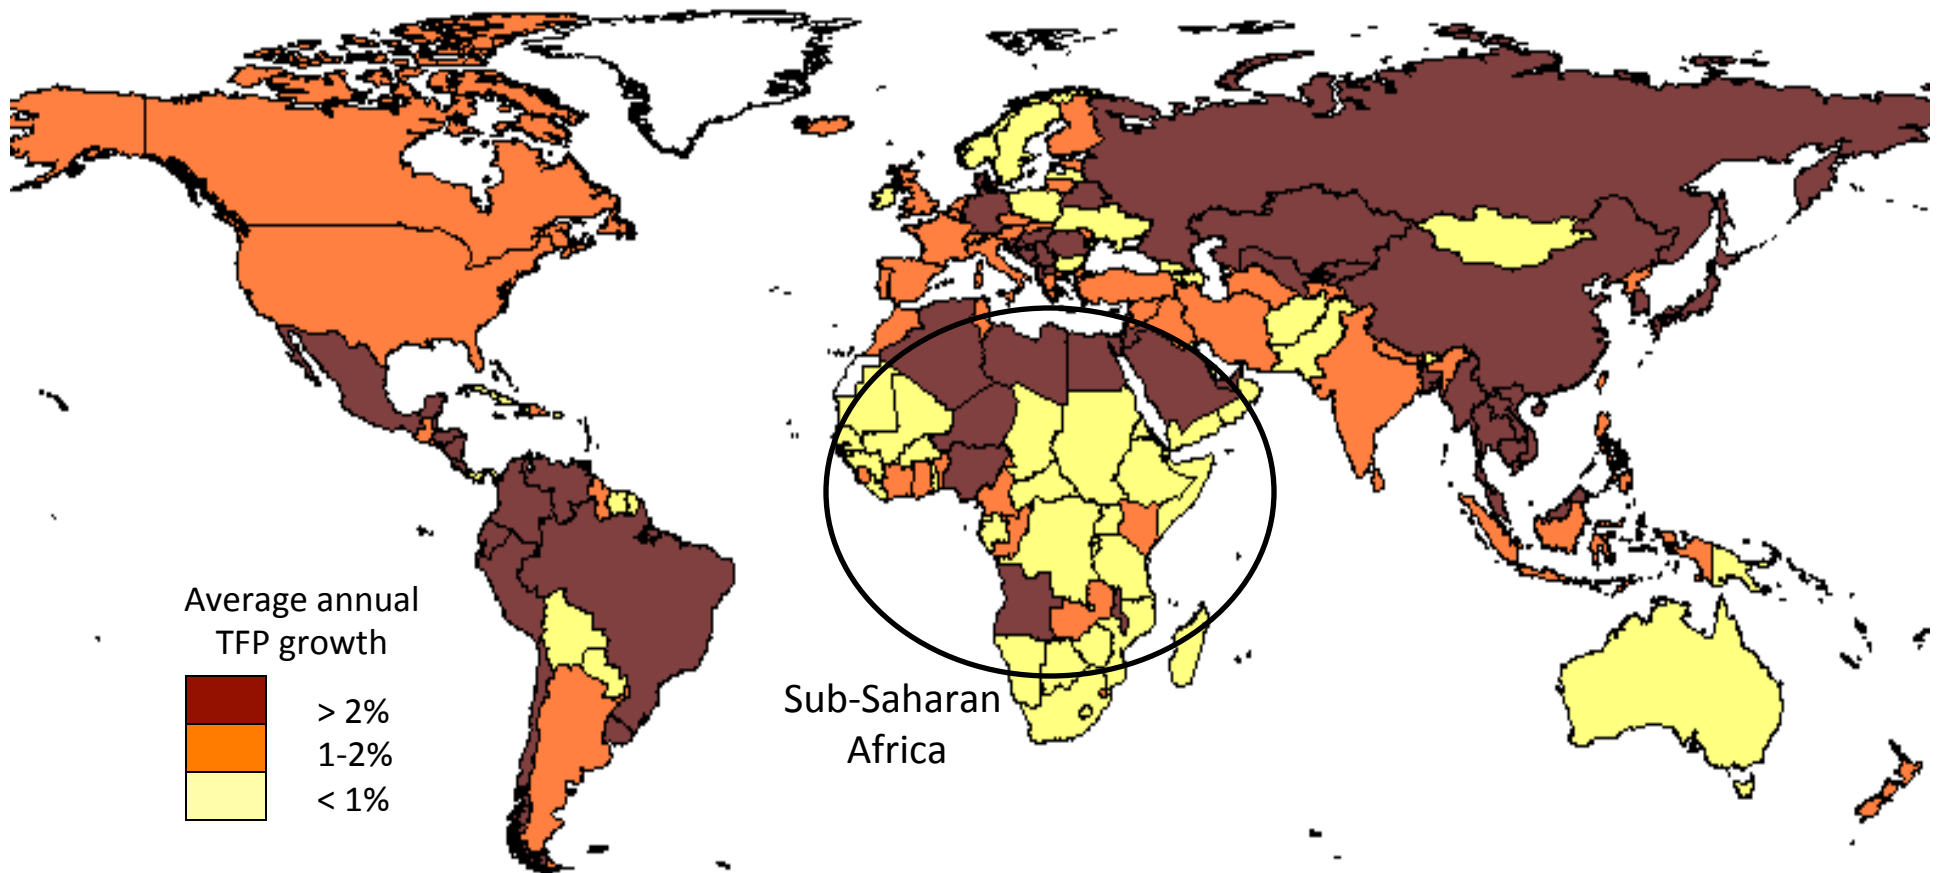 Average annual
TFP growth
> 2%
1-2%
< 1%
Sub-Saharan
Africa